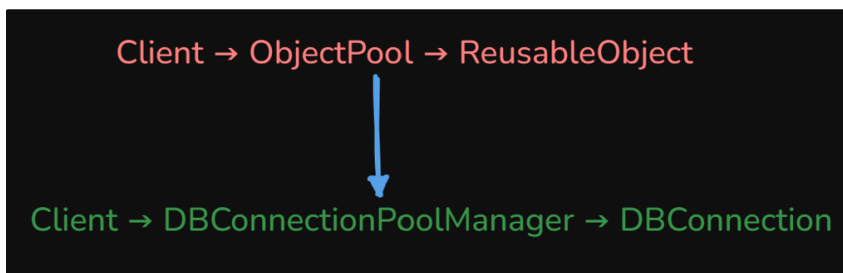 Client → ObjectPool → ReusableObject
Client → DBConnectionPoolManager → DBConnection